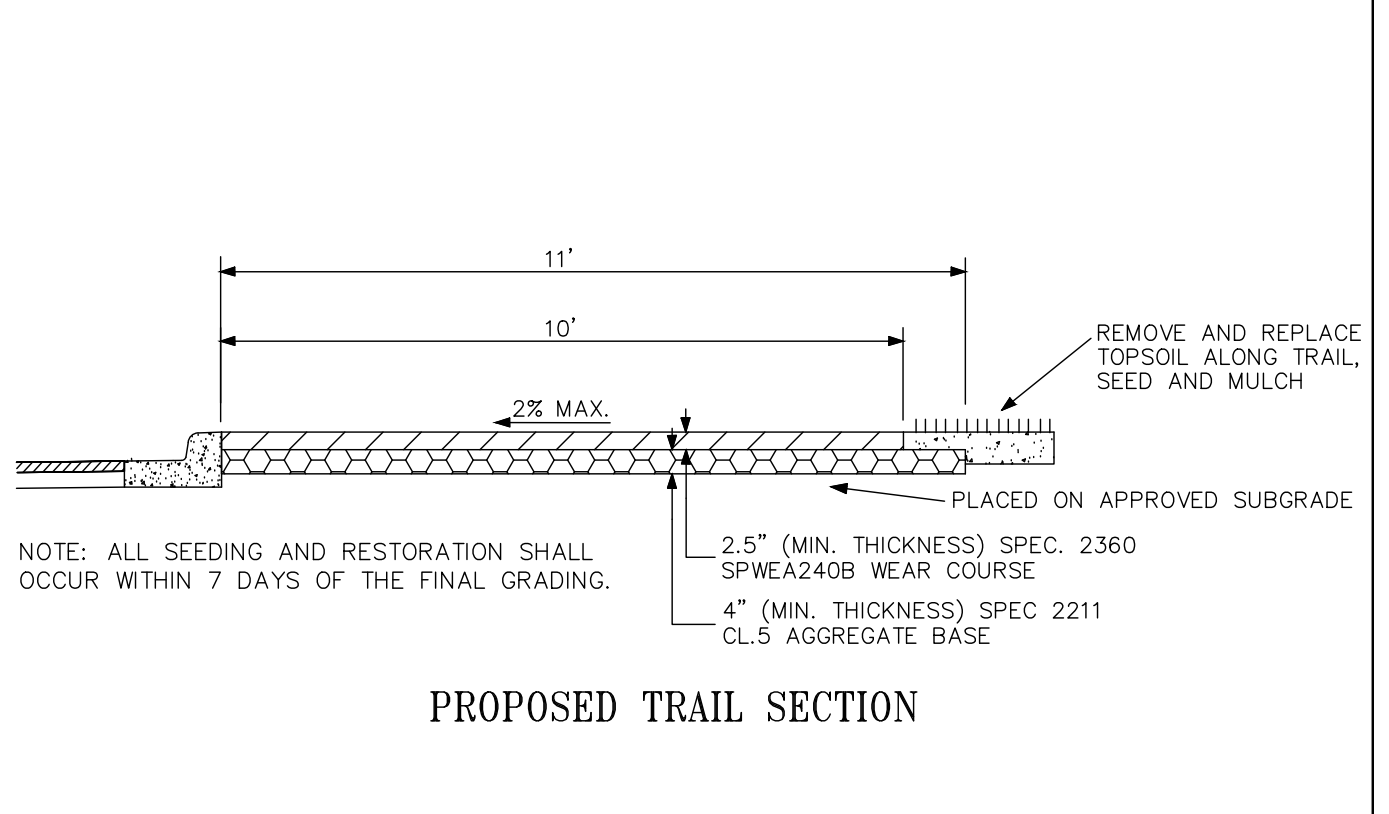 11’
10’
2% MAX.
REMOVE AND REPLACE
TOPSOIL ALONG TRAIL,
SEED AND MULCH
PLACED ON APPROVED SUBGRADE
NOTE: ALL SEEDING AND RESTORATION SHALL
OCCUR WITHIN 7 DAYS OF THE FINAL GRADING.
2.5” (MIN. THICKNESS) SPEC. 2360
SPWEA240B WEAR COURSE
4” (MIN. THICKNESS) SPEC 2211
CL.5 AGGREGATE BASE
PROPOSED TRAIL SECTION